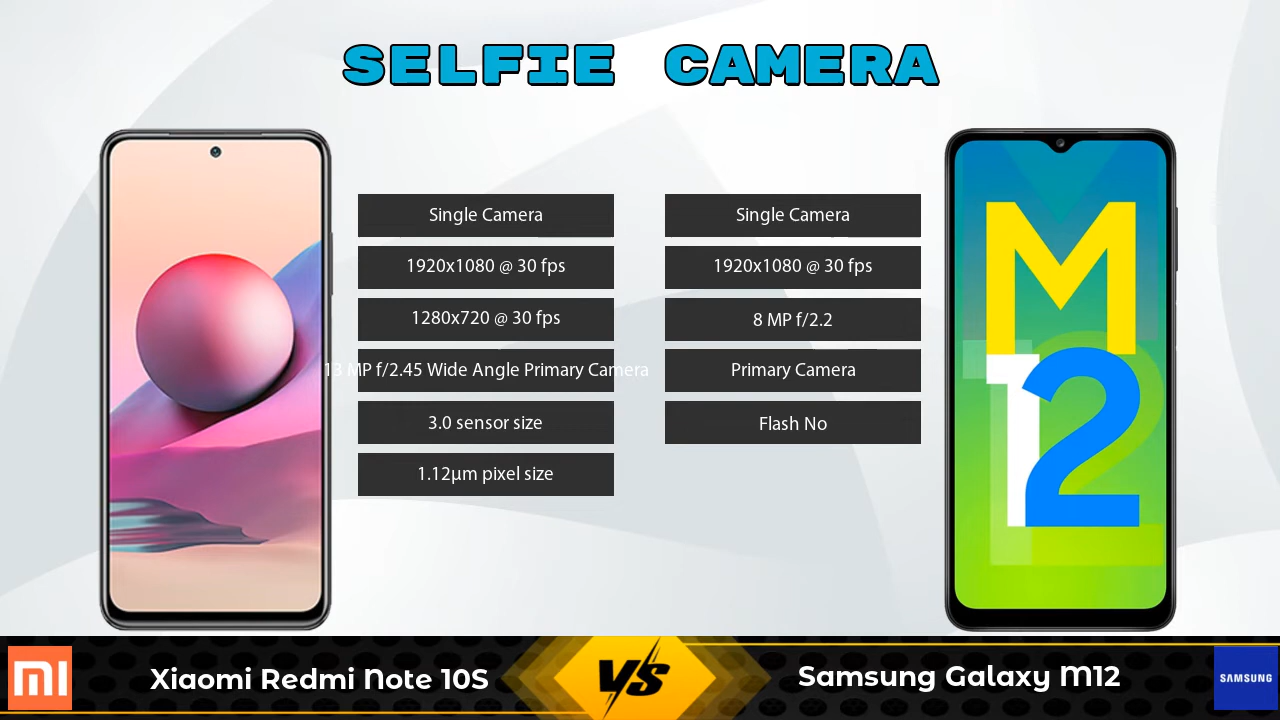 SELFIE CAMERA
Single Camera
1920x1080 @ 30 fps
1280x720 @ 30 fps
13 MP f/2.45 Wide Angle Primary Camera
3.0 sensor size
1.12µm pixel size
Single Camera
1920x1080 @ 30 fps
8 MP f/2.2
Primary Camera
Flash No
M
12
MI
Xiaomi Redmi Note 10S
VS
Samsung Galaxy M12
SAMSUNG